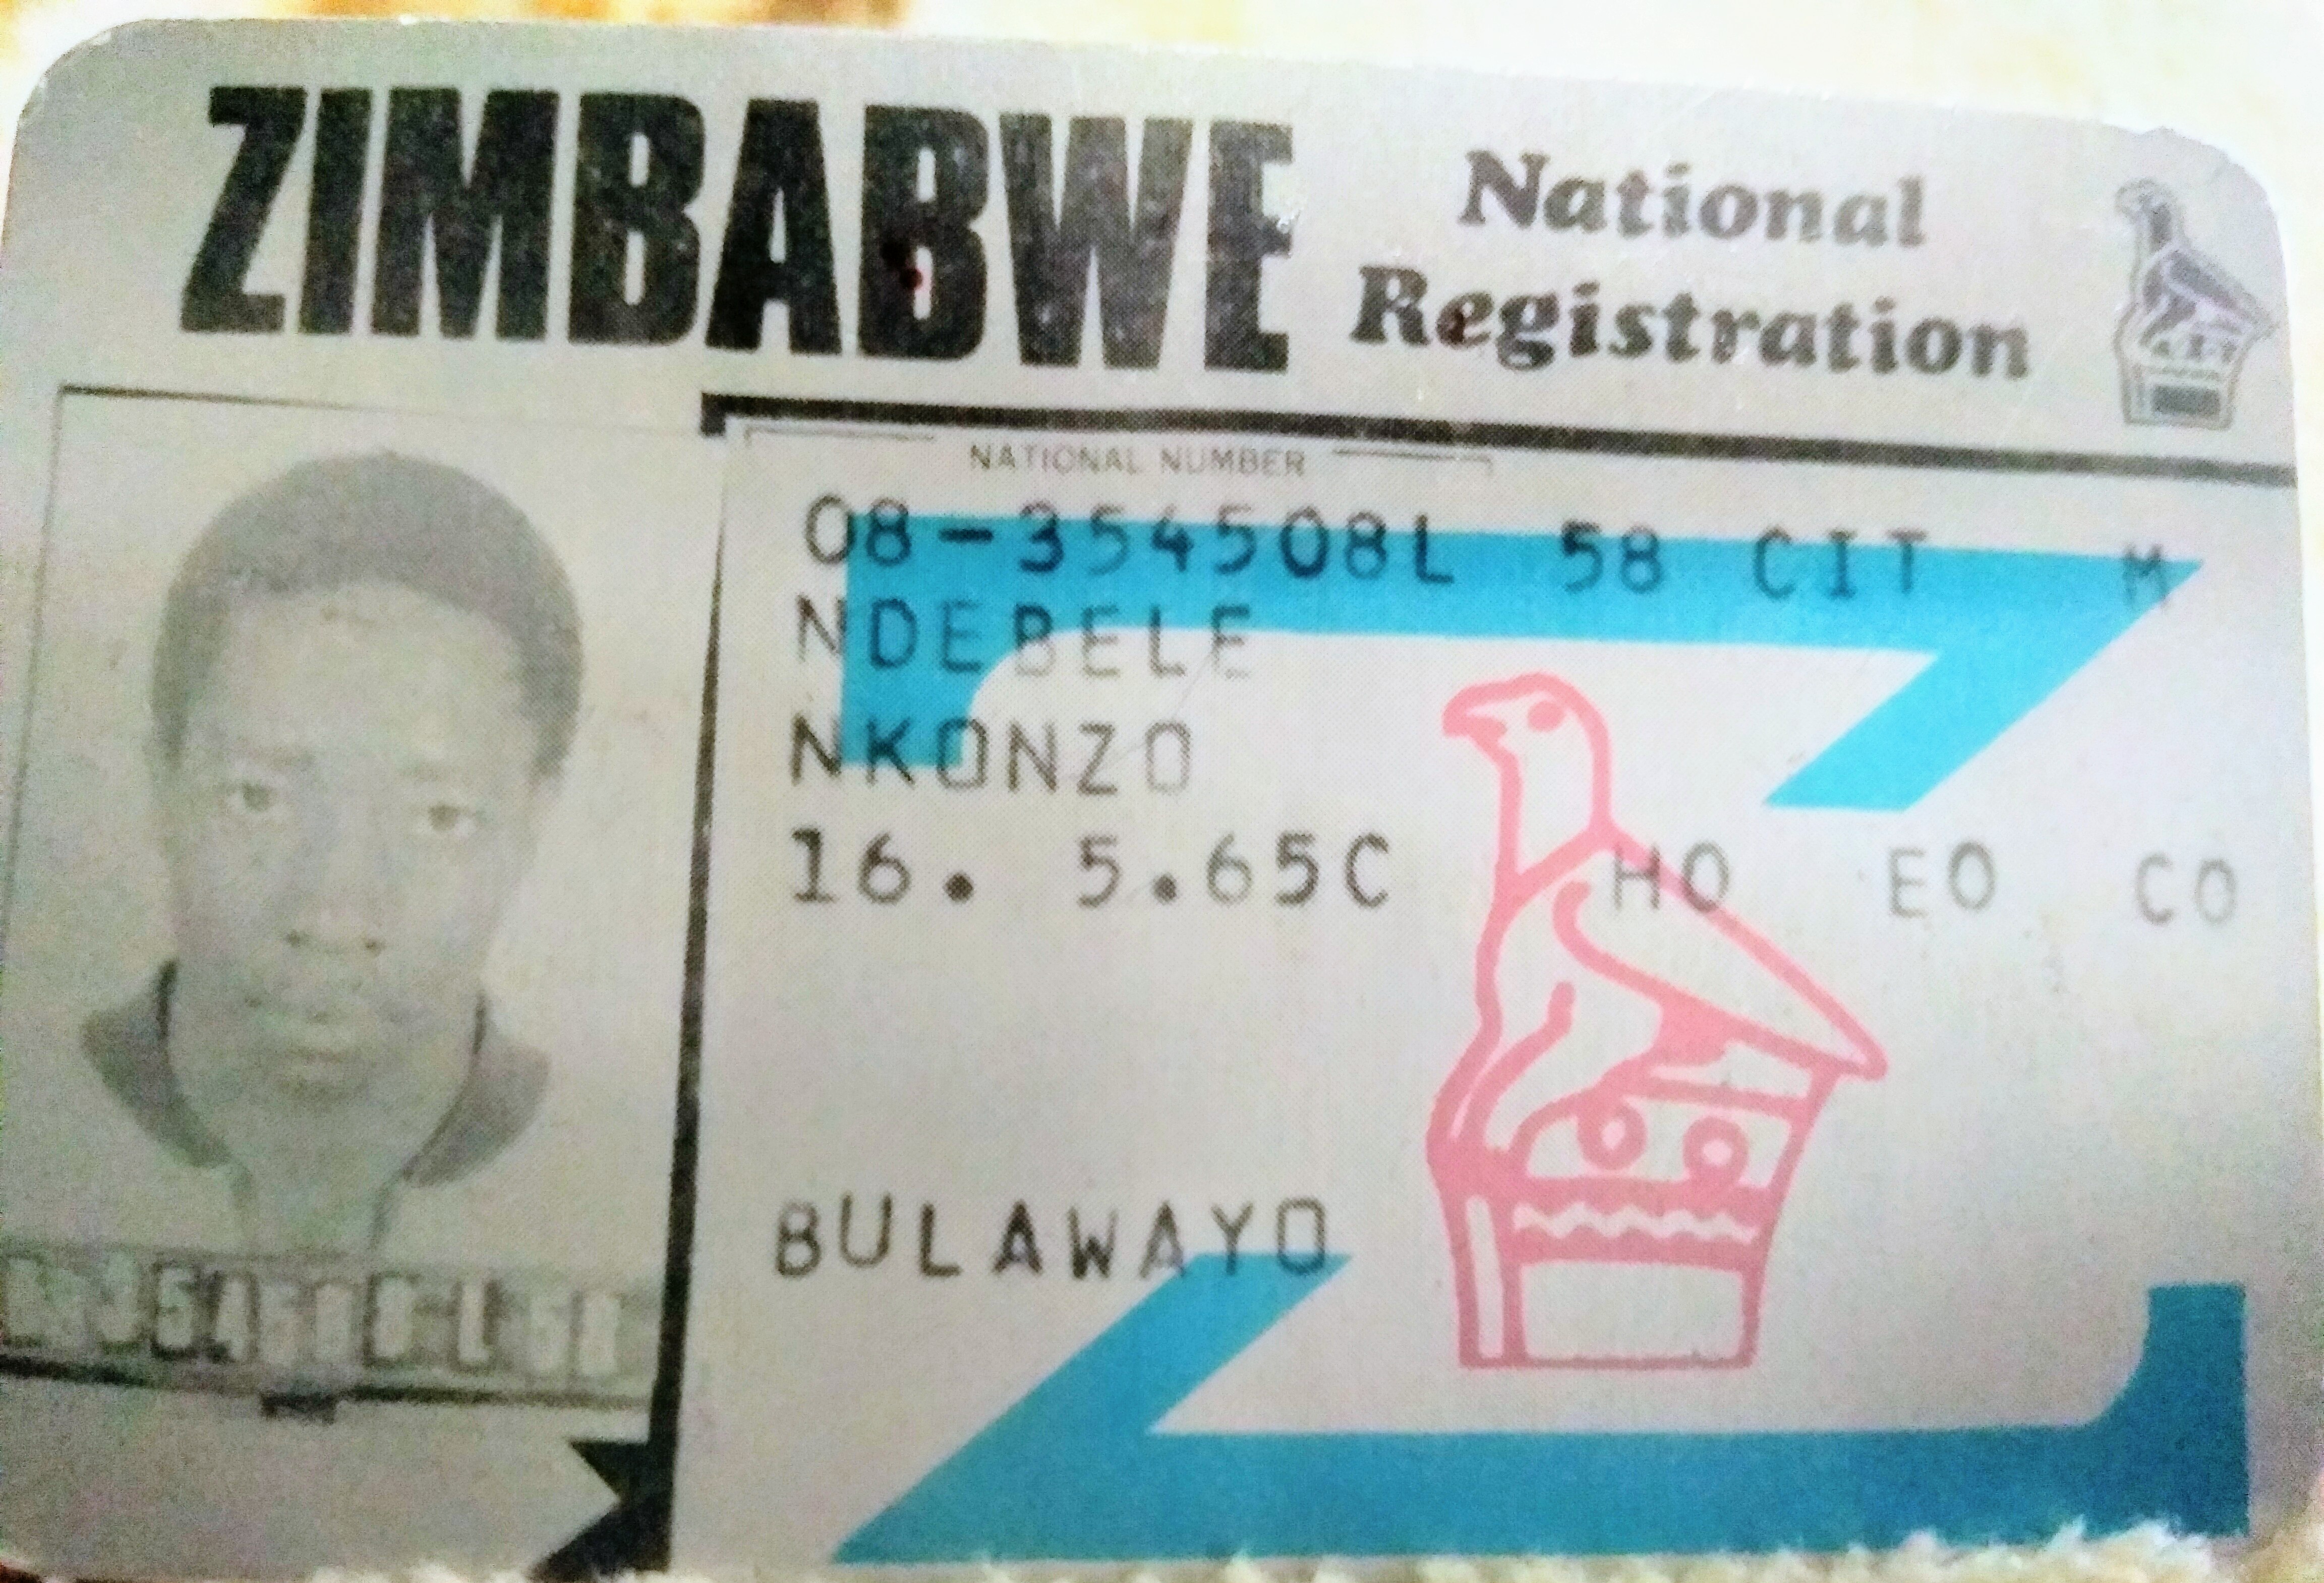 ZIMBABWE
National
Registration
NATIONAL NUMBER
08-354508L 58 CIT M
NDEBELE
NKONZO
16. 5.65C HO EO CO
BULAWAYO